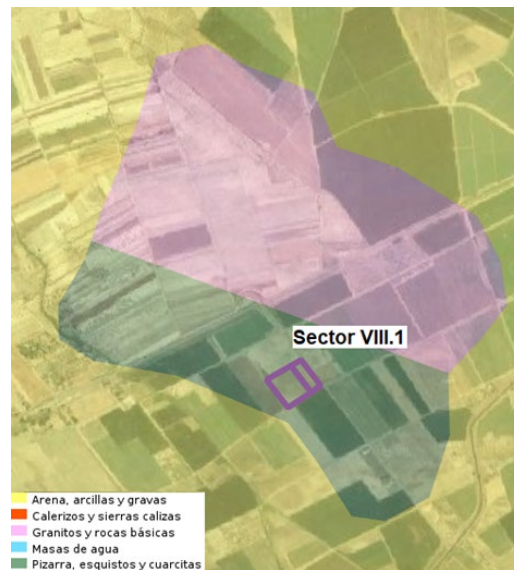 Sector VIII.1
Arena, arcillas y gravas
Calerizos y sierras calizas
Granitos y rocas básicas
Masas de agua
Pizarra, esquistos y cuarcitas